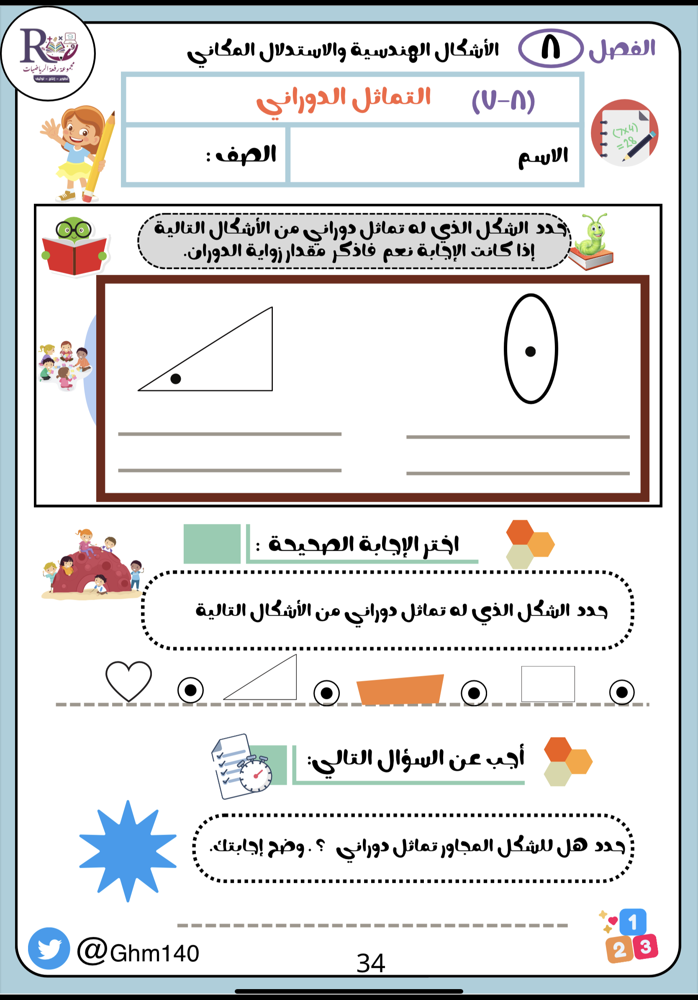 الفصل ٨ الأشكال الهندسية والاستدلال المكاني
مجموعة رفعة الرياضيات
تطوير - إنتاج - توثيق
(٨-٧) التماثل الدوراني
الاسم
الصف :
(7x4)
=28
حدد الشكل الذي له تماثل دوراني من الأشكال التالية
إذا كانت الإجابة نعم فاذكر مقدار زواية الدوران.
اختر الإجابة الصحيحة :
حدد الشكل الذي له تماثل دوراني من الأشكال التالية
أجب عن السؤال التالي:
حدد هل للشكل المجاور تماثل دوراني ؟ . وضح إجابتك.
1
2 3
@Ghm140
34